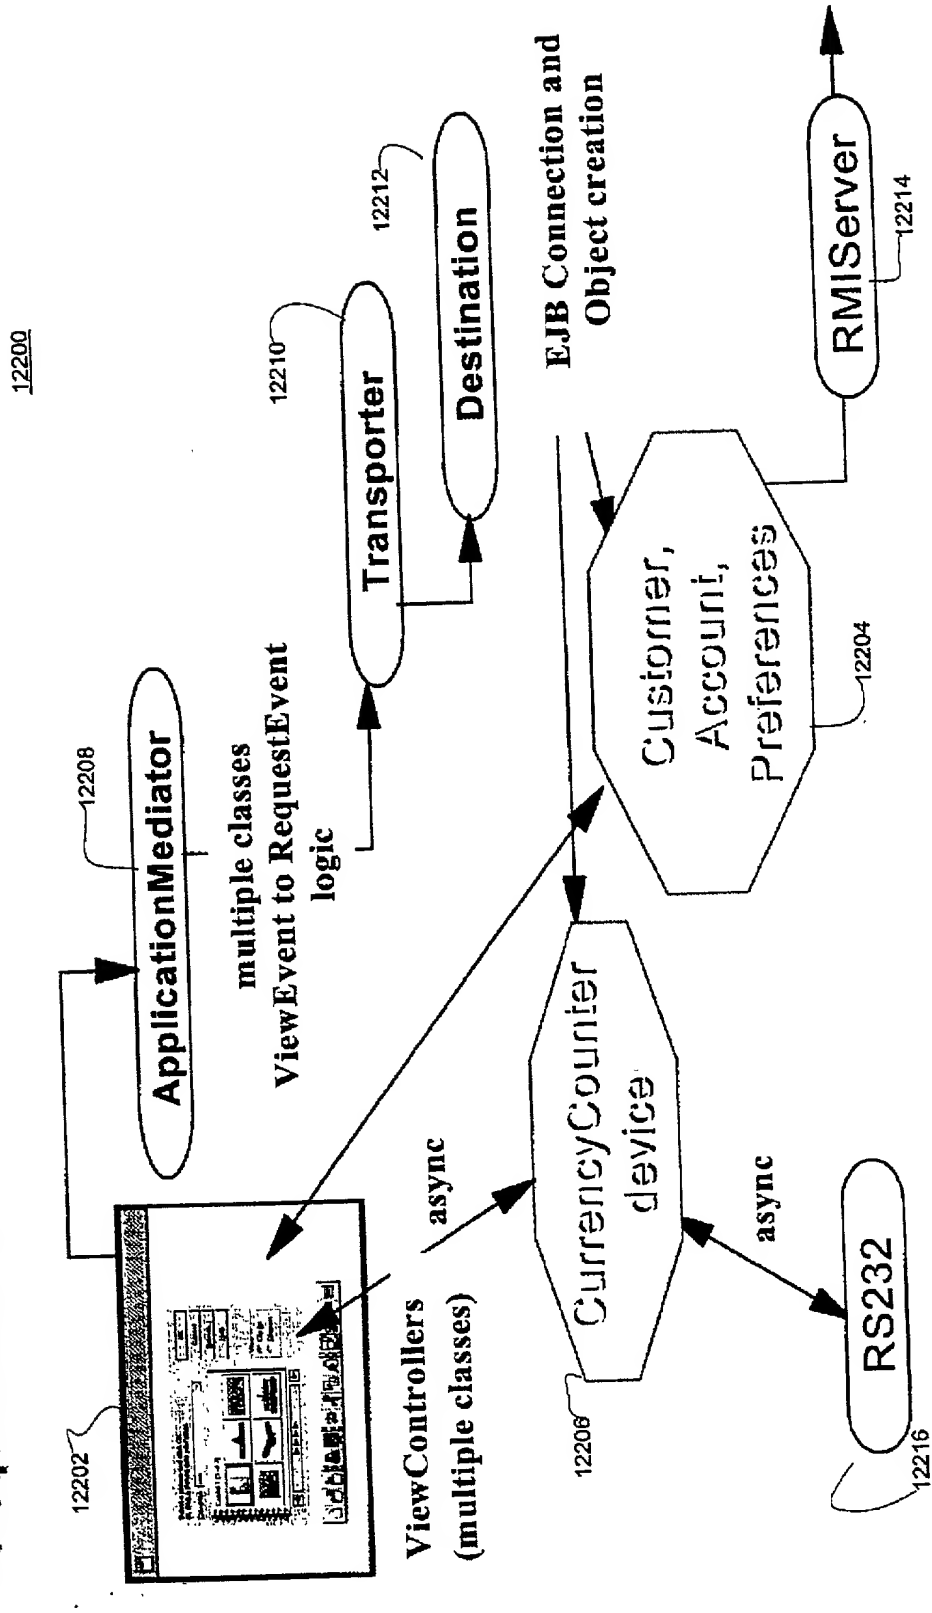 12200
12202
12208
ApplicationMediator
multiple classes
ViewEvent to RequestEvent
logic
12210
Transporter
12212
Destination
ViewControllers
(multiple classes)
async
EJB Connection and
Object creation
12206
CurrencyCounter
device
Customer,
Account,
Preferences
12204
async
RS232
12216
RMIServer
12214